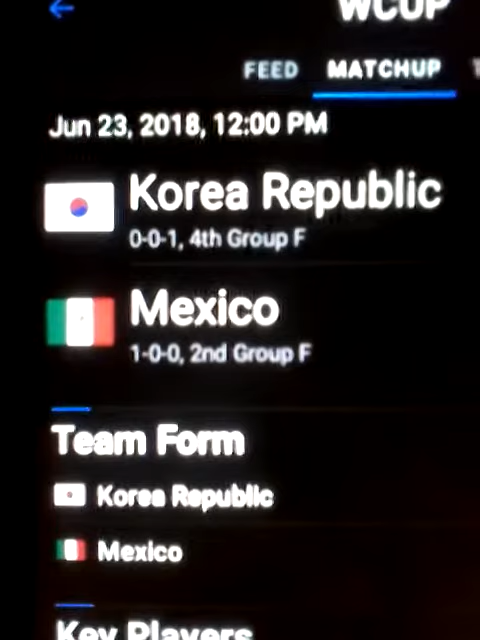 WCUP
FEED MATCHUP
Jun 23, 2018, 12:00 PM
Korea Republic
0-0-1, 4th Group F
Mexico
1-0-0, 2nd Group F
Team Form
Korea Republic
Mexico
Key Players